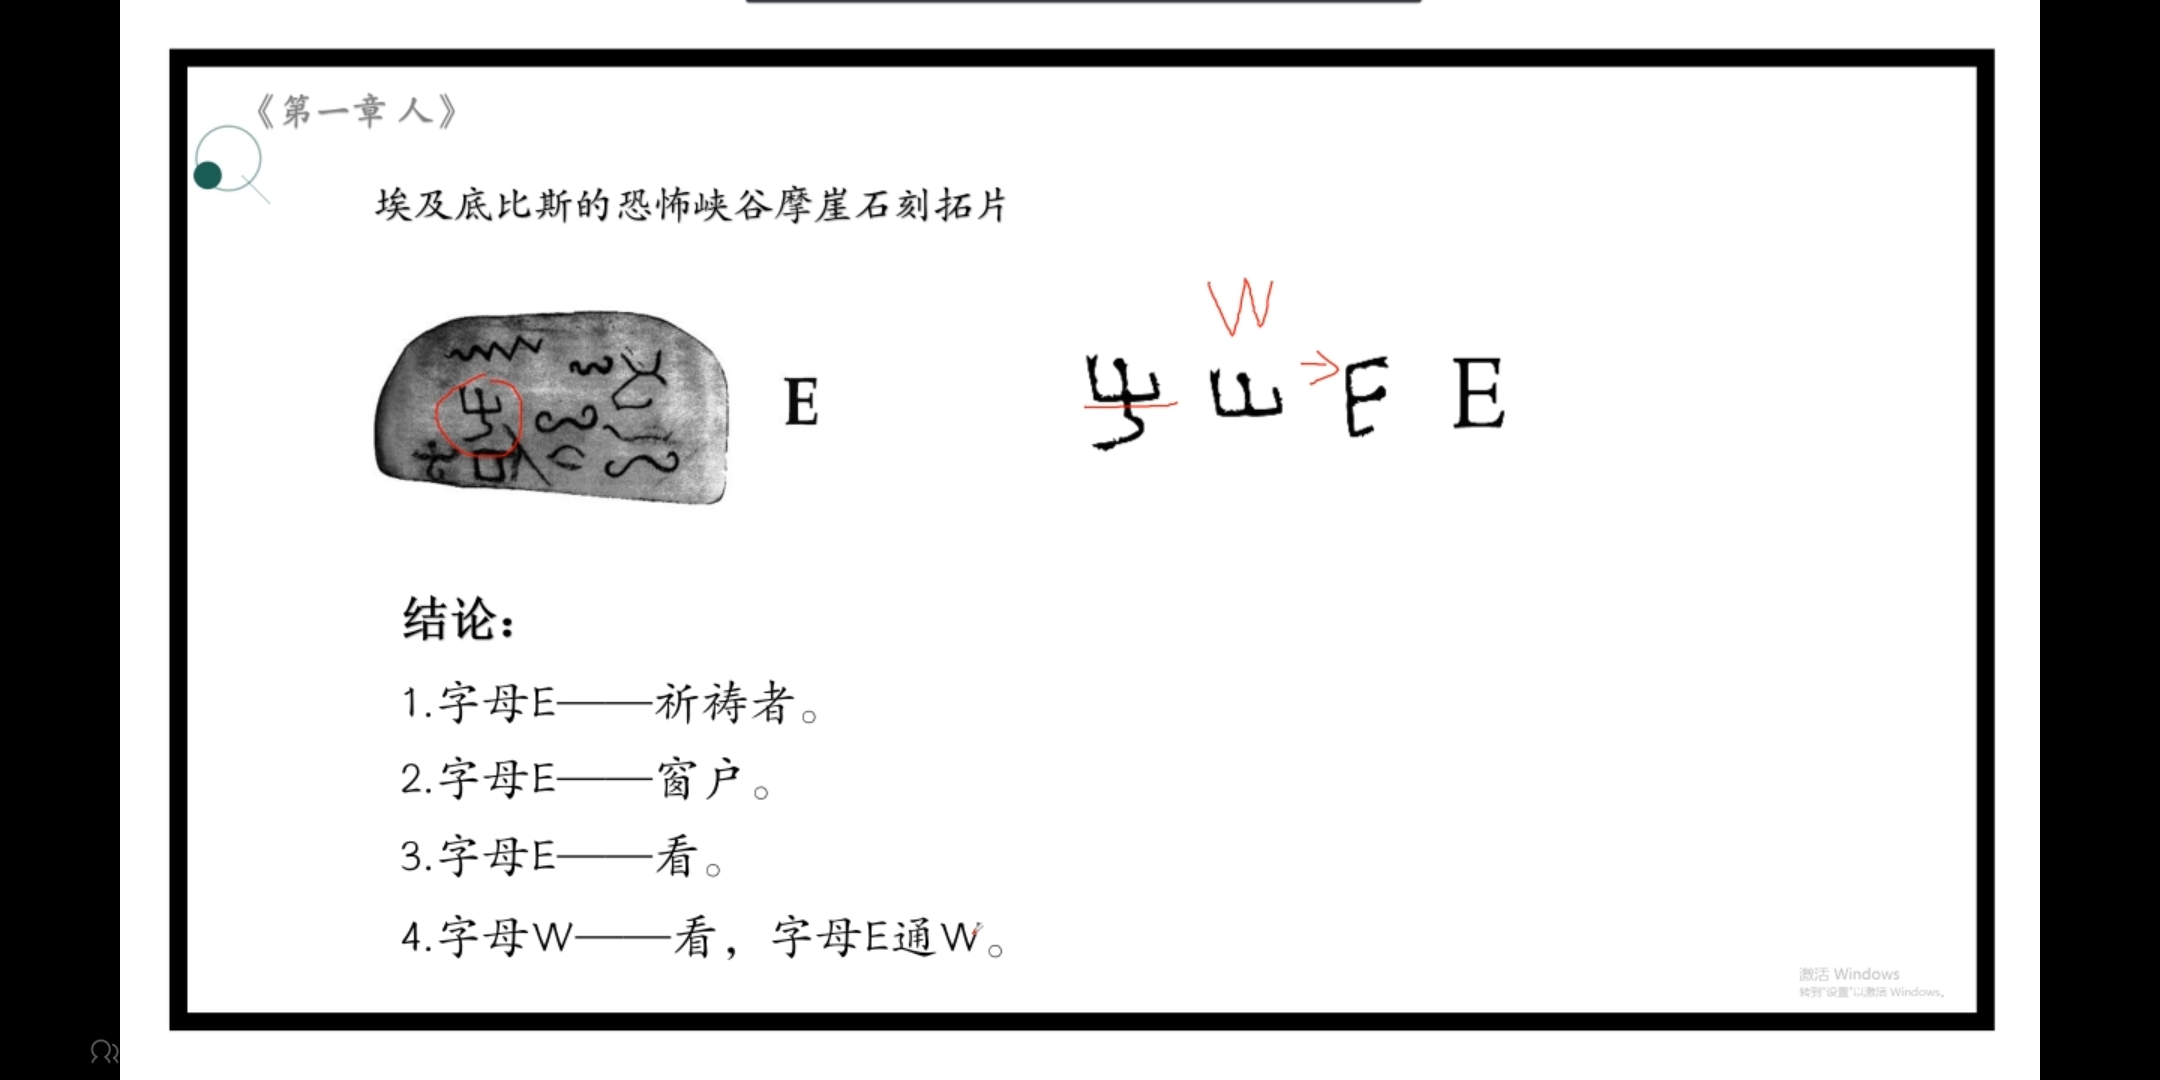 《第一章 人》
埃及底比斯的恐怖峡谷摩崖石刻拓片
W
E
E
结论：
1.字母E——祈祷者。
2.字母E——窗户。
3.字母E——看。
4.字母W——看，字母E通W。
激活 Windows
转到"设置"以激活 Windows。